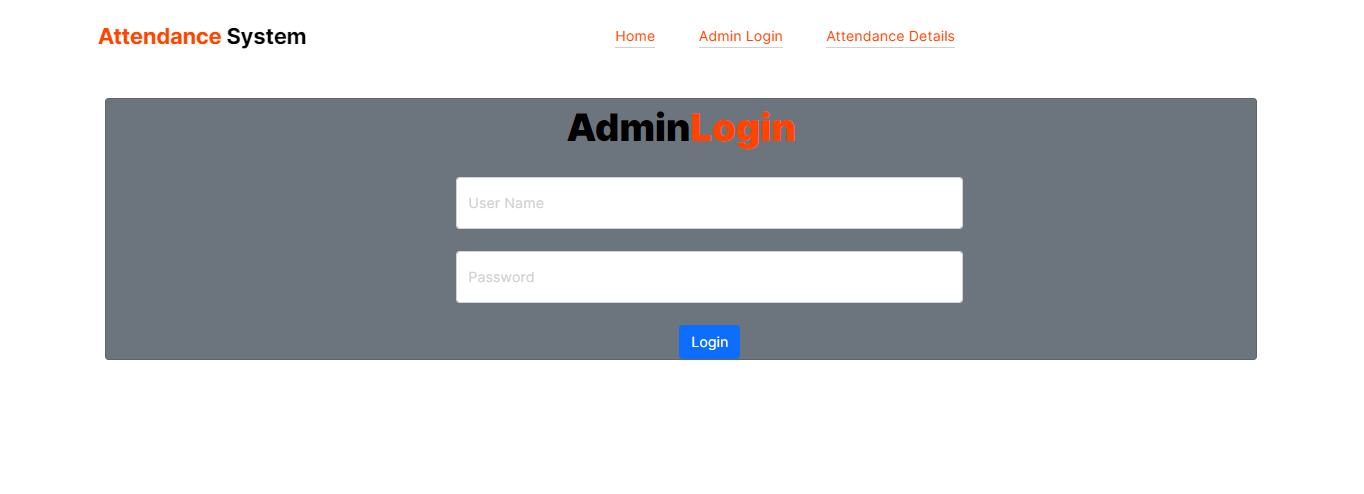 Attendance System Home Admin Login Attendance Details
AdminLogin
User Name
Password
Login